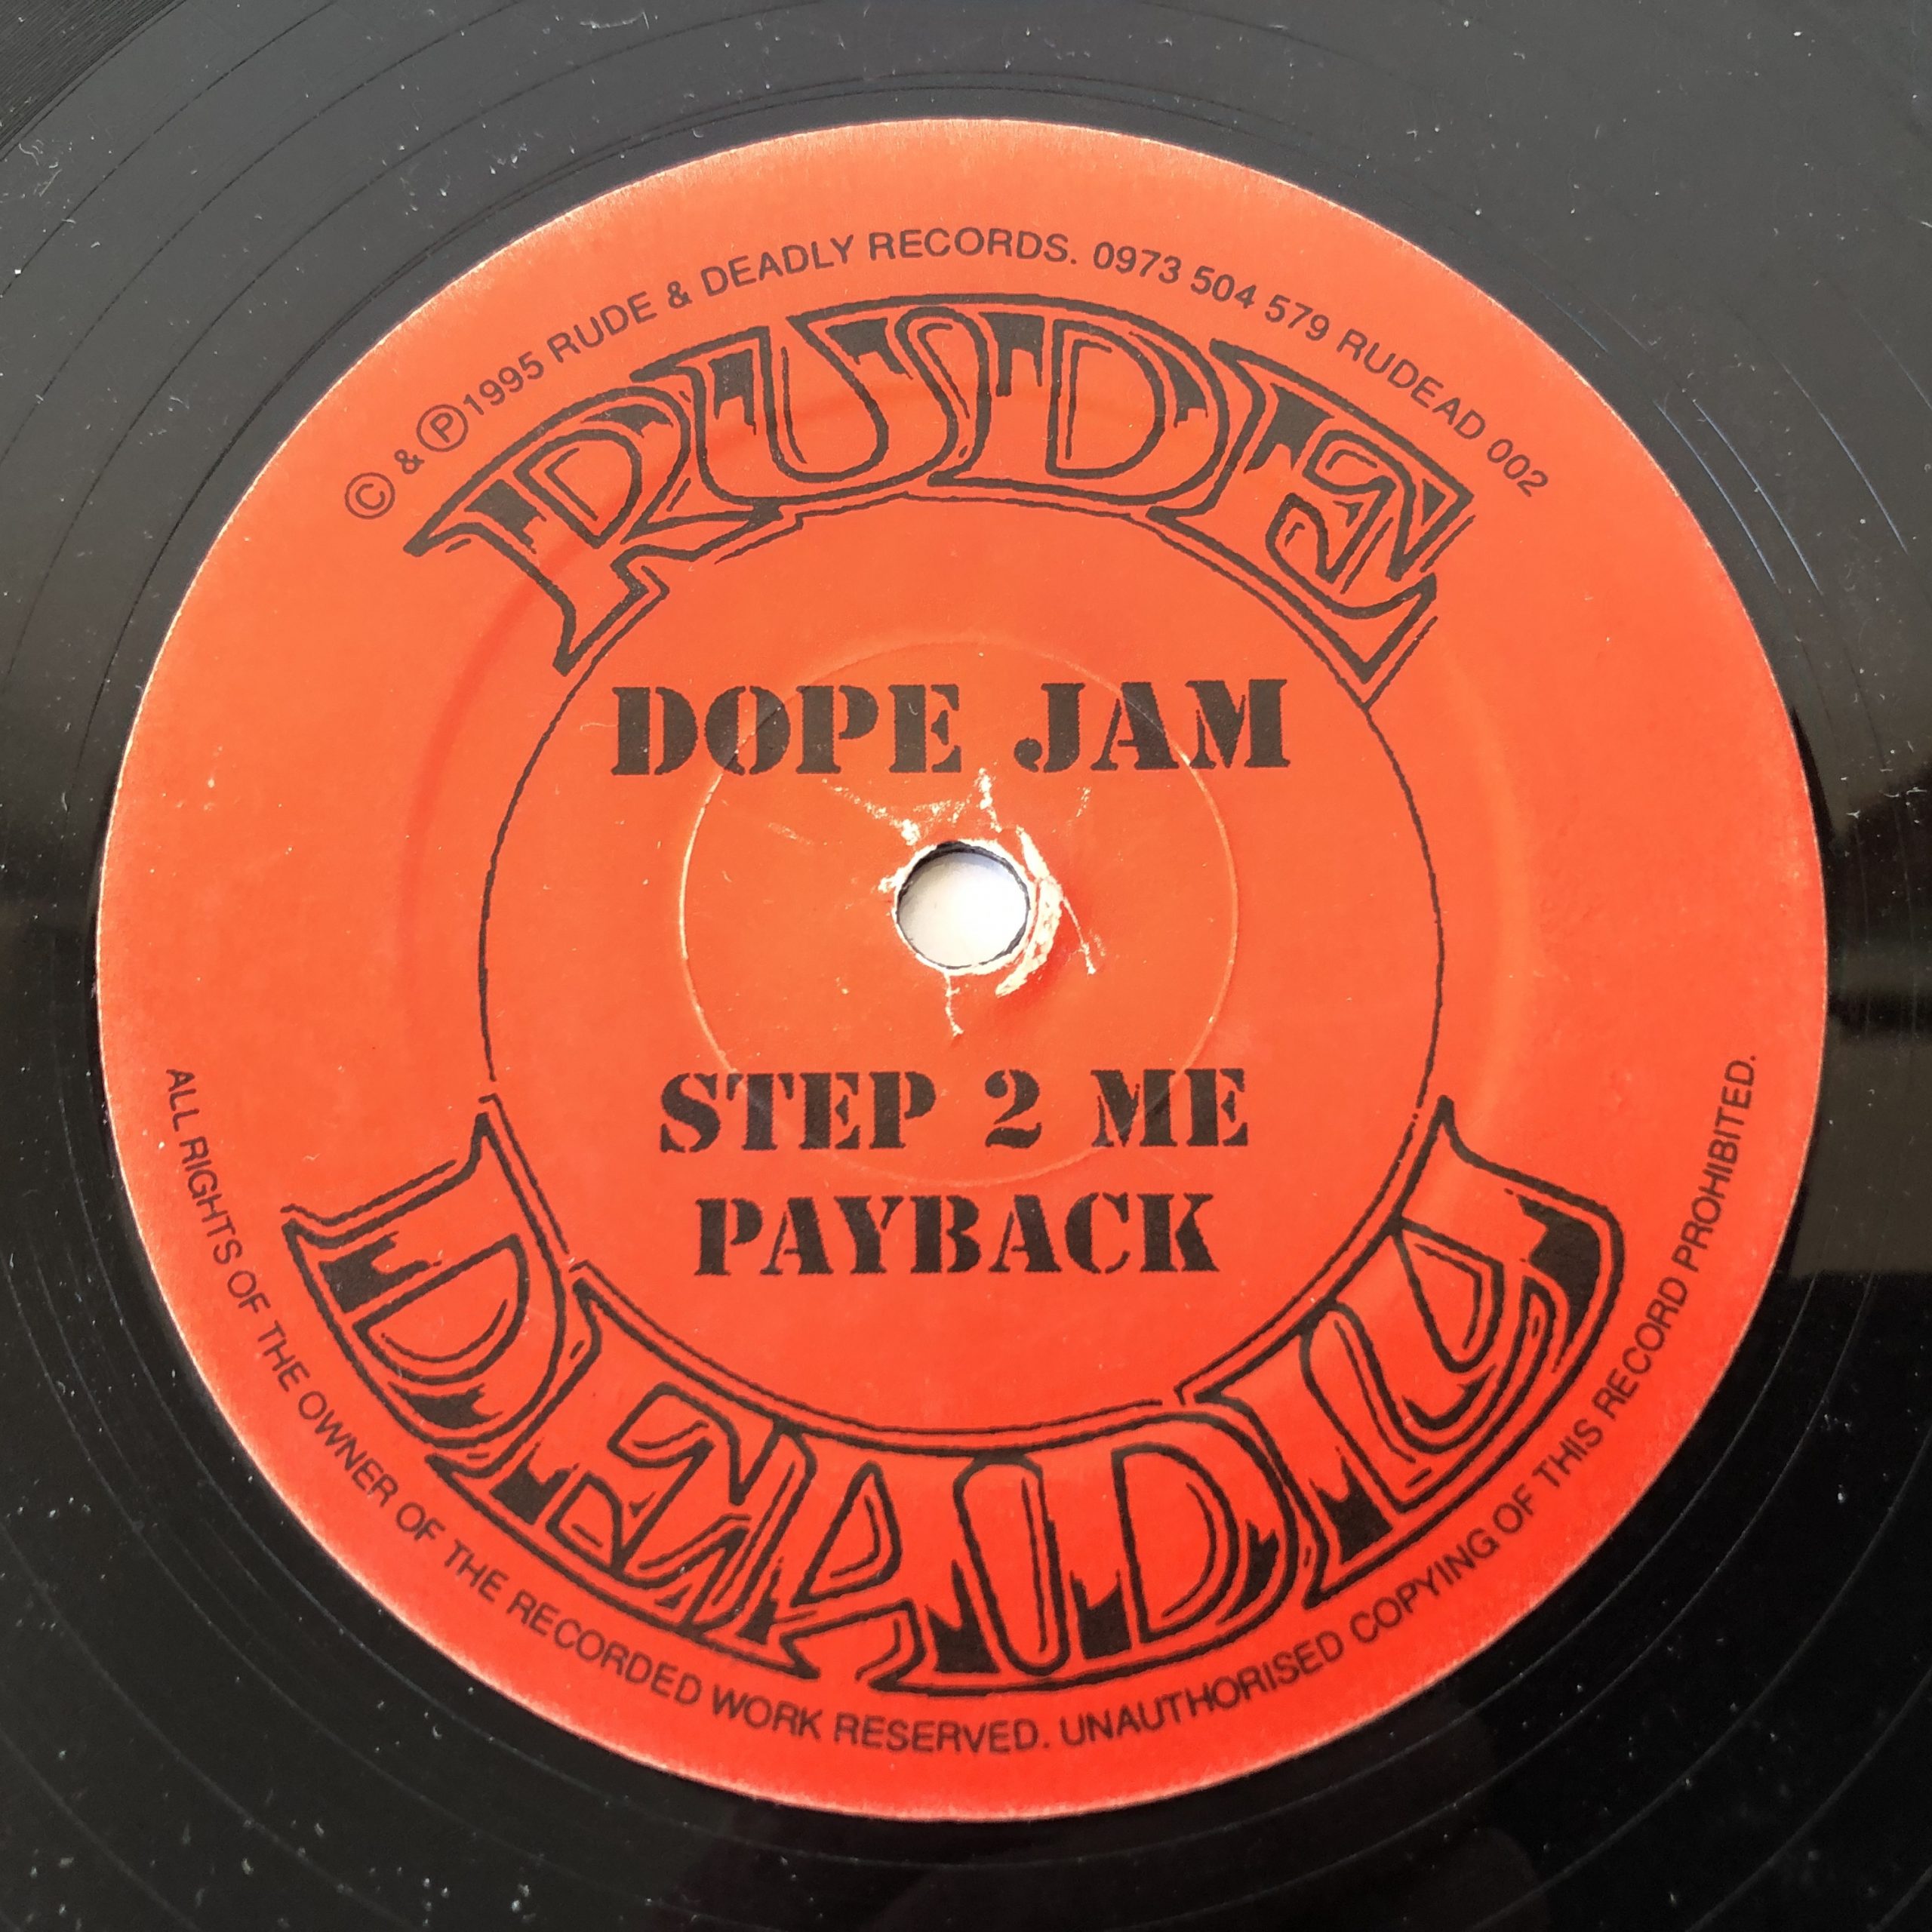 © & ℗ 1995 RUDE & DEADLY RECORDS. 0973 504 579 RUDEAD 002
RUDE
DOPE JAM
STEP 2 ME
PAYBACK
DEADLY
ALL RIGHTS OF THE OWNER OF THE RECORDED WORK RESERVED. UNAUTHORISED COPYING OF THIS RECORD PROHIBITED.